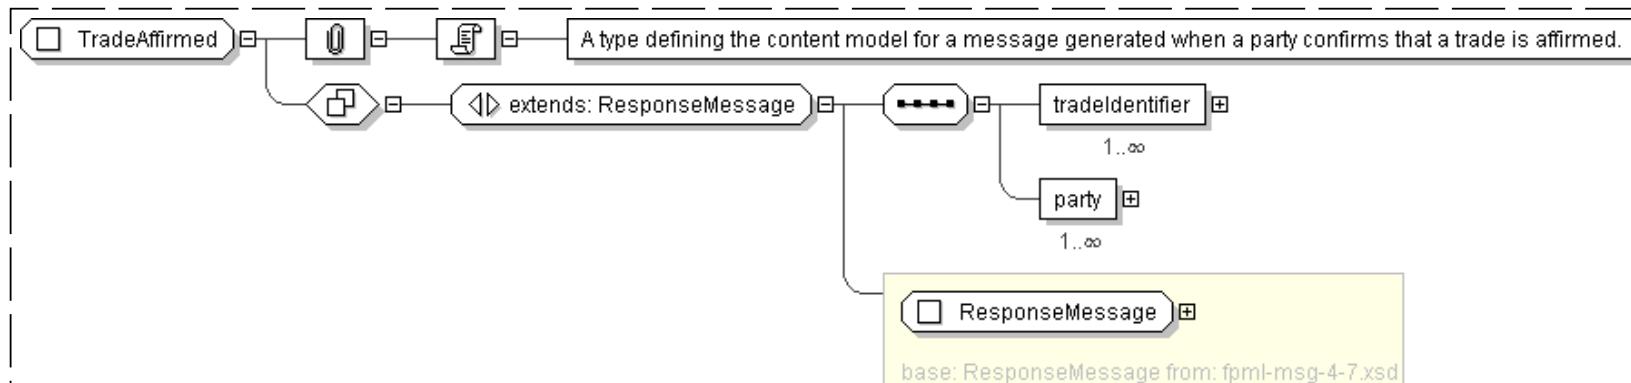 TradeAffirmed
A type defining the content model for a message generated when a party confirms that a trade is affirmed.
extends: ResponseMessage
tradeIdentifier
1..∞
party
1..∞
ResponseMessage
base: ResponseMessage from: fpml-msg-4-7.xsd